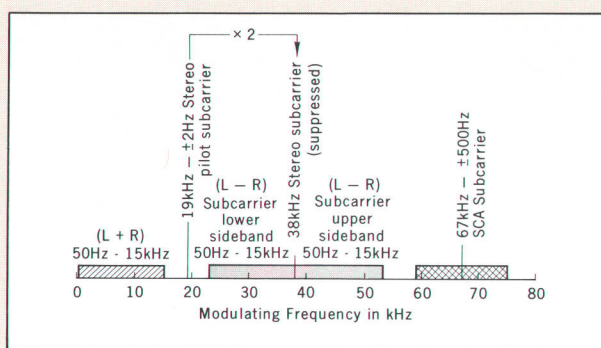 × 2
19kHz – ±2Hz Stereo
pilot subcarrier
38kHz Stereo subcarrier
(suppressed)
67kHz – ±500Hz
SCA Subcarrier
(L + R)
50Hz - 15kHz
(L – R)
Subcarrier
lower
sideband
50Hz - 15kHz
(L – R)
Subcarrier
upper
sideband
50Hz - 15kHz
0 10 20 30 40 50 60 70 80
Modulating Frequency in kHz